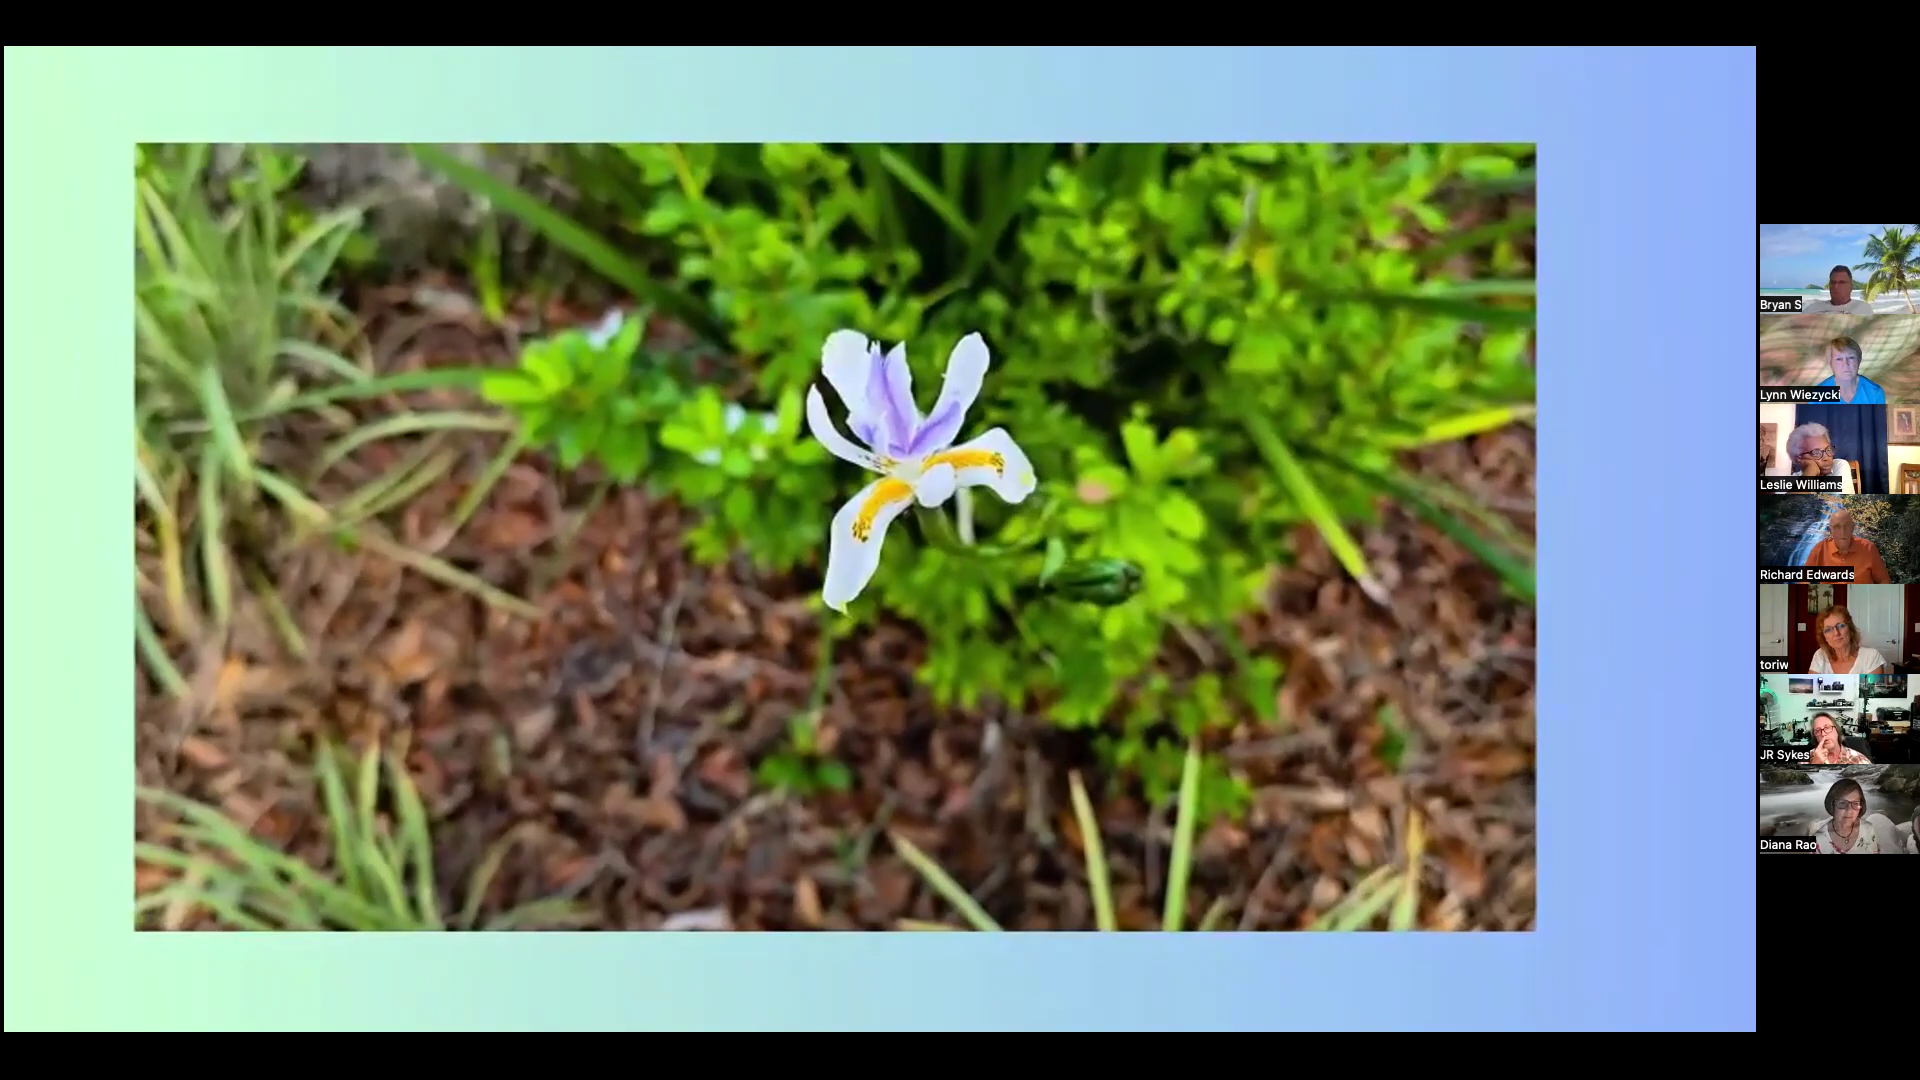 Bryan S
Lynn Wiezycki
Leslie Williams
Richard Edwards
toriw
JR Sykes
Diana Rao